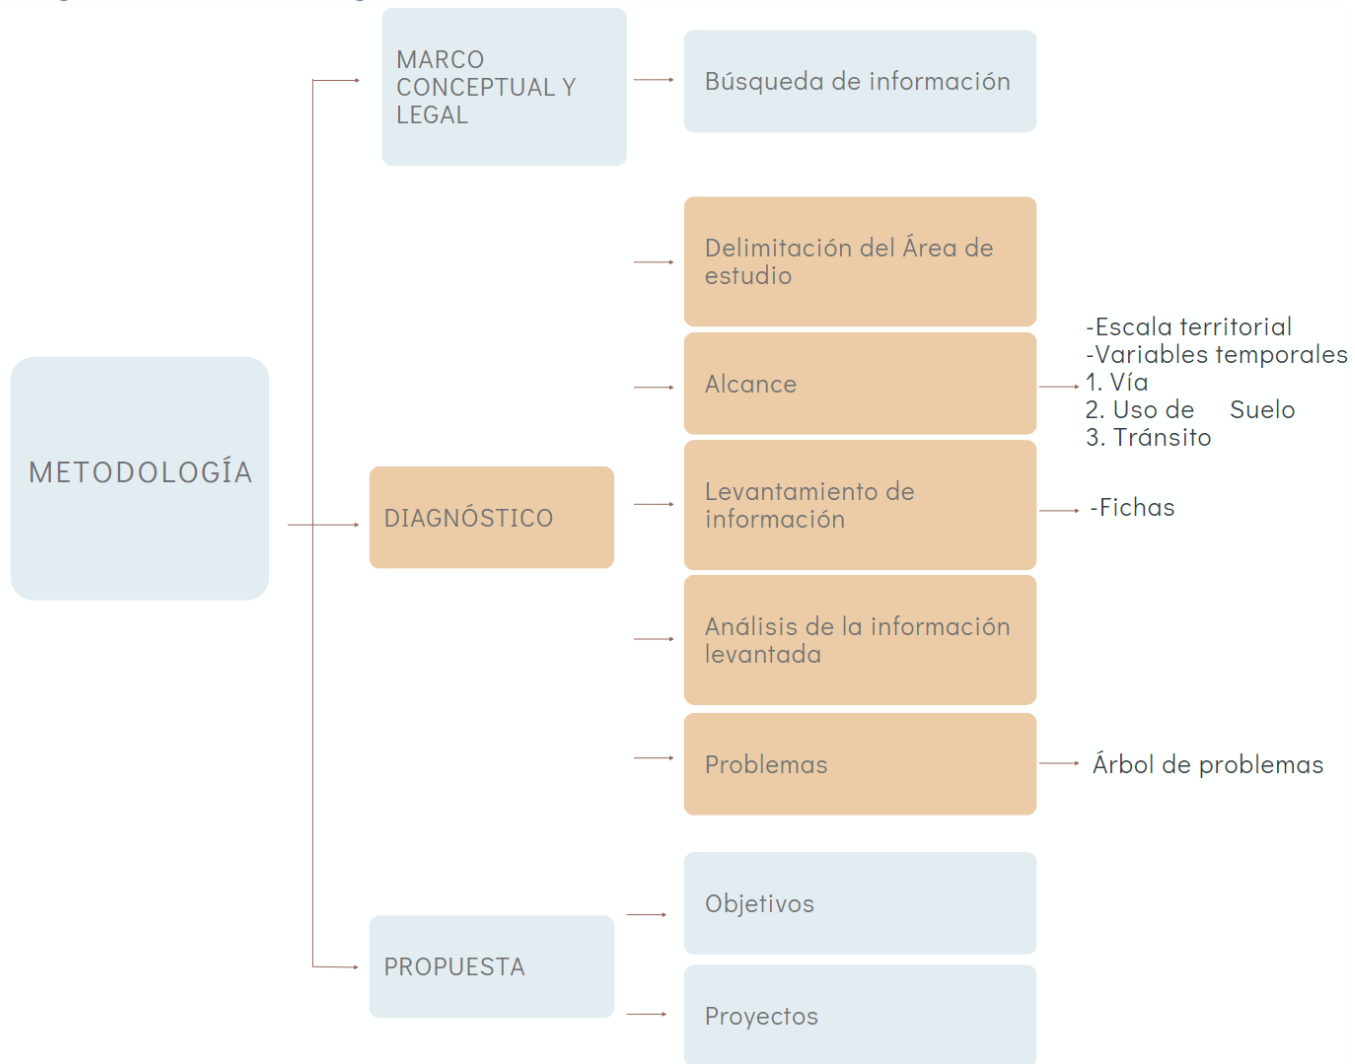 MARCO
CONCEPTUAL Y
LEGAL
Búsqueda de información
METODOLOGÍA
DIAGNÓSTICO
Delimitación del Área de
estudio
Alcance
-Escala territorial
-Variables temporales
1. Vía
2. Uso de Suelo
3. Tránsito
Levantamiento de
información
-Fichas
Análisis de la información
levantada
Problemas
Árbol de problemas
PROPUESTA
Objetivos
Proyectos